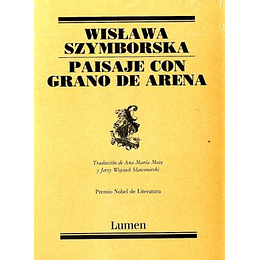 WISŁAWA
SZYMBORSKA
PAISAJE CON
GRANO DE ARENA
Traducción de Ana María Moix
y Jerzy Wojciech Slawomirski
Premio Nobel de Literatura
Lumen